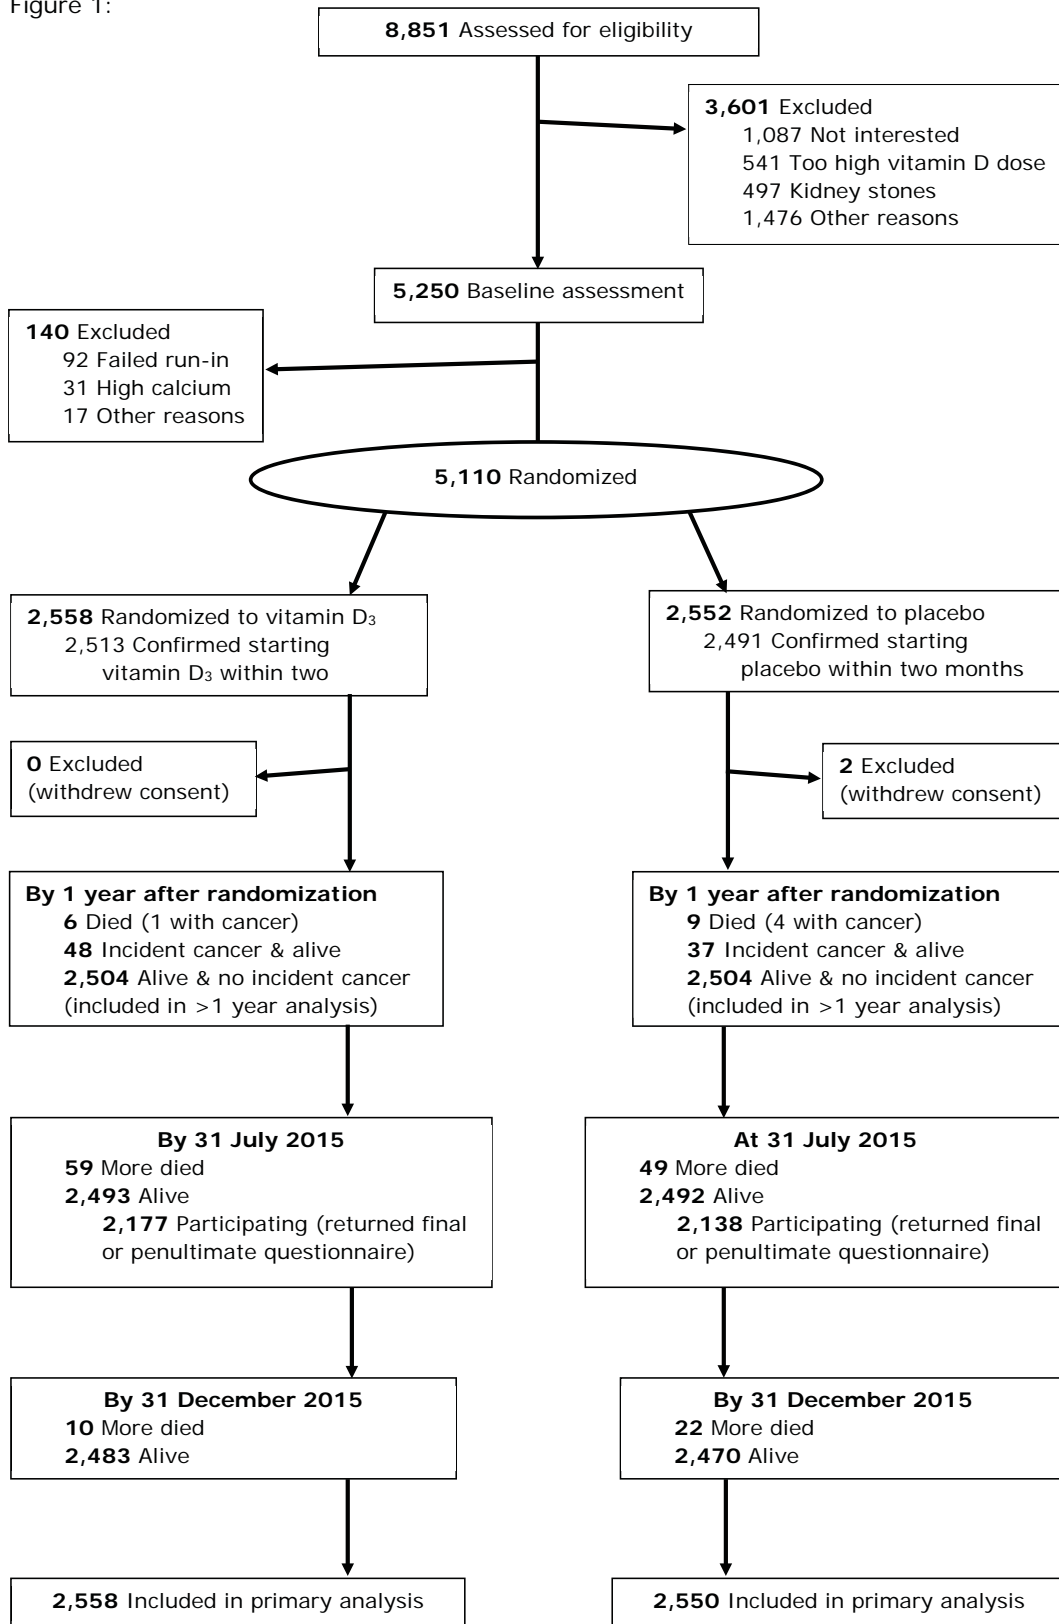 Figure 1:
8,851 Assessed for eligibility
3,601 Excluded
1,087 Not interested
541 Too high vitamin D dose
497 Kidney stones
1,476 Other reasons
5,250 Baseline assessment
140 Excluded
92 Failed run-in
31 High calcium
17 Other reasons
5,110 Randomized
2,558 Randomized to vitamin D₃
2,513 Confirmed starting
vitamin D₃ within two
2,552 Randomized to placebo
2,491 Confirmed starting
placebo within two months
0 Excluded
(withdrew consent)
2 Excluded
(withdrew consent)
By 1 year after randomization
6 Died (1 with cancer)
48 Incident cancer & alive
2,504 Alive & no incident cancer
(included in >1 year analysis)
By 1 year after randomization
9 Died (4 with cancer)
37 Incident cancer & alive
2,504 Alive & no incident cancer
(included in >1 year analysis)
By 31 July 2015
59 More died
2,493 Alive
2,177 Participating (returned final
or penultimate questionnaire)
At 31 July 2015
49 More died
2,492 Alive
2,138 Participating (returned final
or penultimate questionnaire)
By 31 December 2015
10 More died
2,483 Alive
By 31 December 2015
22 More died
2,470 Alive
2,558 Included in primary analysis
2,550 Included in primary analysis